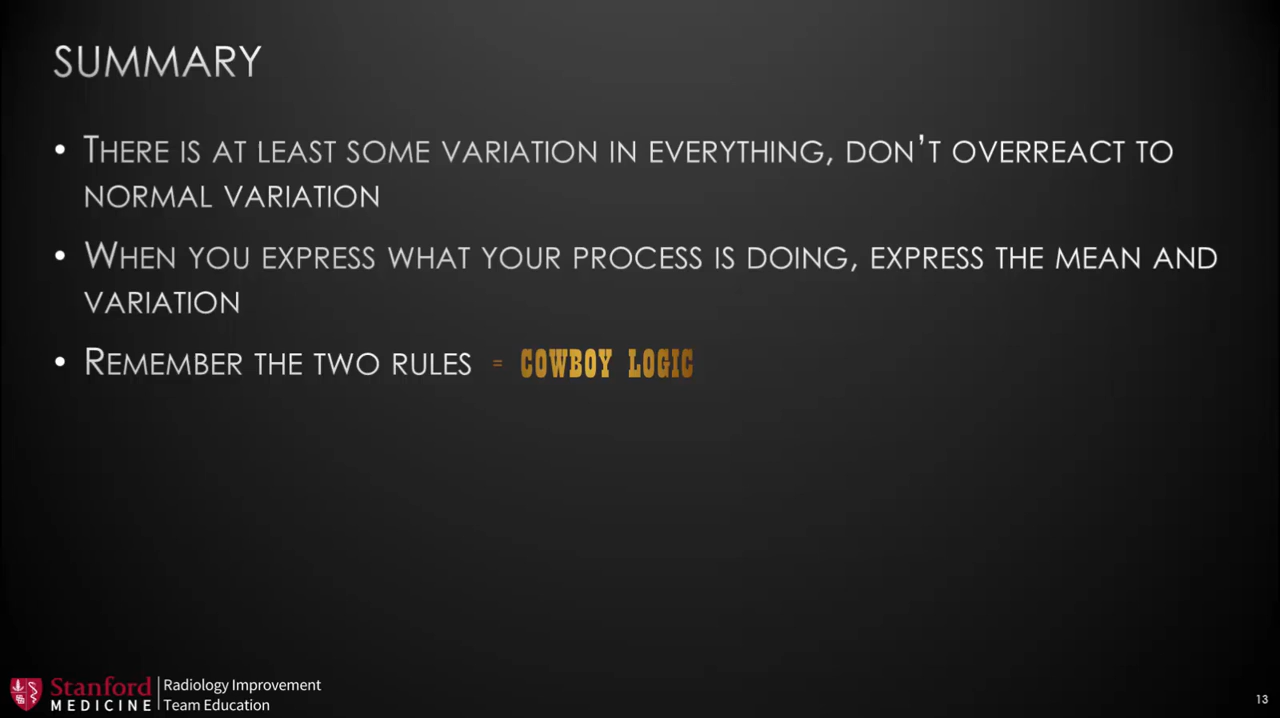 SUMMARY
• THERE IS AT LEAST SOME VARIATION IN EVERYTHING, DON'T OVERREACT TO
NORMAL VARIATION
• WHEN YOU EXPRESS WHAT YOUR PROCESS IS DOING, EXPRESS THE MEAN AND
VARIATION
• REMEMBER THE TWO RULES = COWBOY LOGIC
Stanford
MEDICINE
Radiology Improvement
Team Education
13